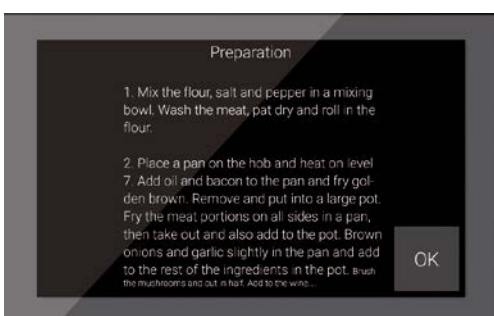 Preparation
1. Mix the flour, salt and pepper in a mixing
bowl. Wash the meat, pat dry and roll in the
flour.
2. Place a pan on the hob and heat on level
7. Add oil and bacon to the pan and fry gol-
den brown. Remove and put into a large pot.
Fry the meat portions on all sides in a pan,
then take out and also add to the pot. Brown
onions and garlic slightly in the pan and add
to the rest of the ingredients in the pot. Brush
the mushrooms and cut in half. Add to the wine....
OK